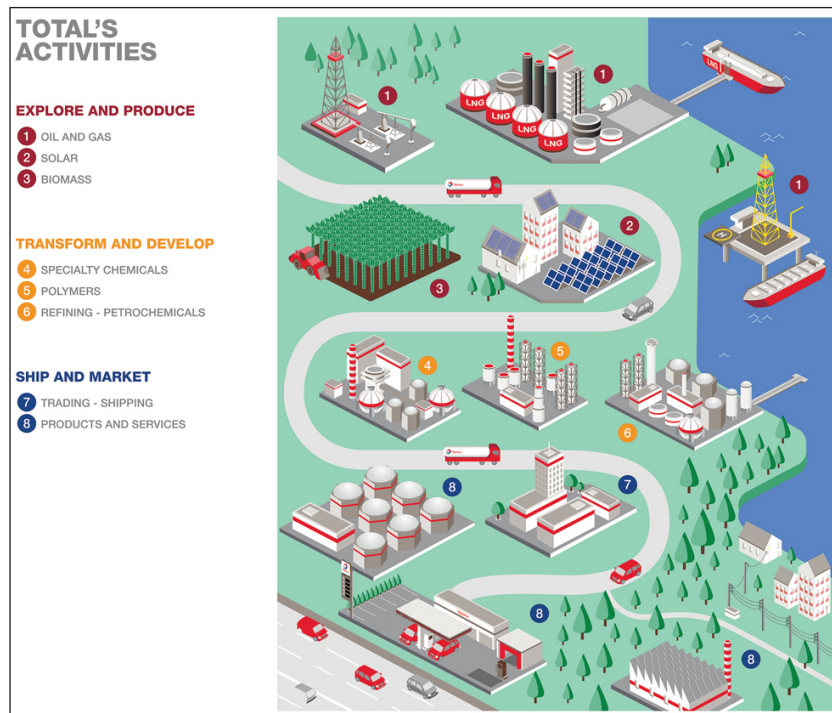 TOTAL'S
ACTIVITIES
EXPLORE AND PRODUCE
1 OIL AND GAS
2 SOLAR
3 BIOMASS
TRANSFORM AND DEVELOP
4 SPECIALTY CHEMICALS
5 POLYMERS
6 REFINING - PETROCHEMICALS
SHIP AND MARKET
7 TRADING - SHIPPING
8 PRODUCTS AND SERVICES
LNG
1
1
LNG
LNG
LNG
LNG
1
2
3
H
4
5
6
8
7
8
8